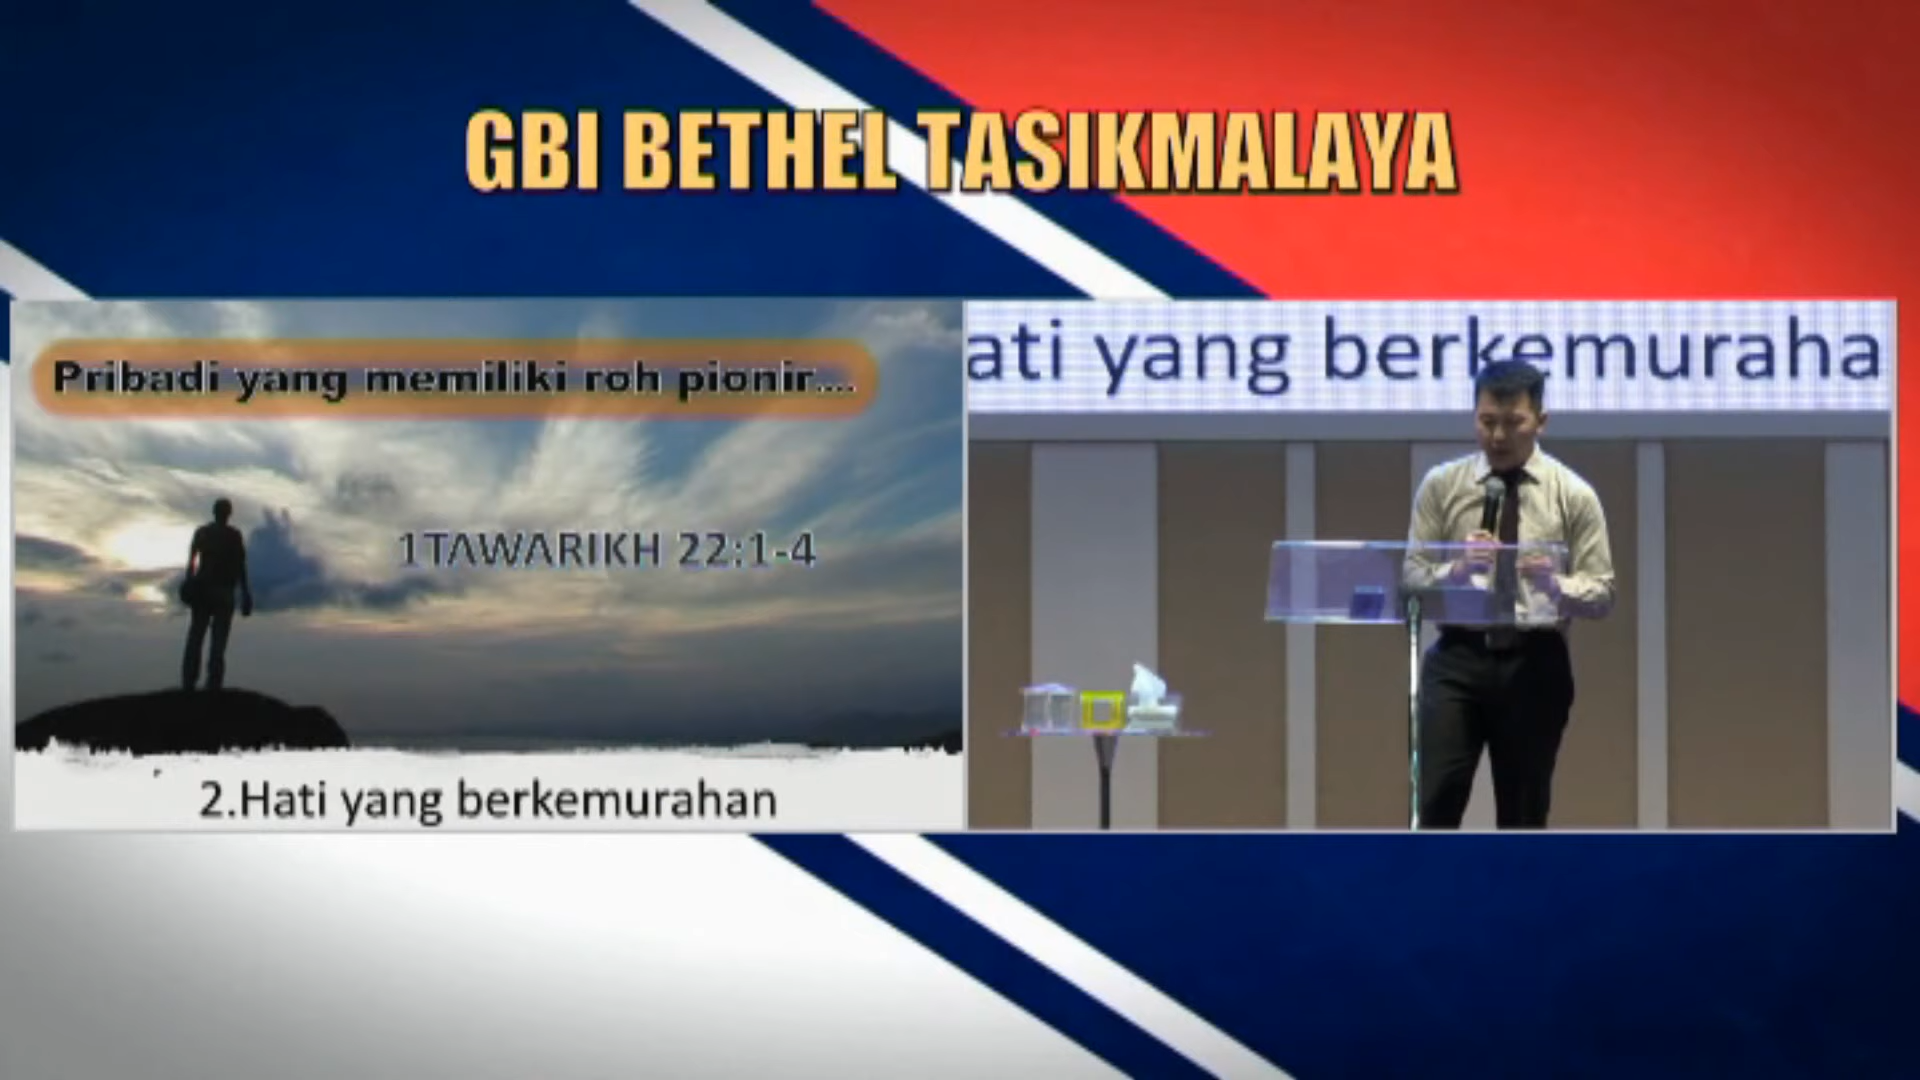 GBI BETHEL TASIKMALAYA
Pribadi yang memiliki roh pionir....
1TAWARIKH 22:1-4
2.Hati yang berkemurahan
ati yang berkemuraha